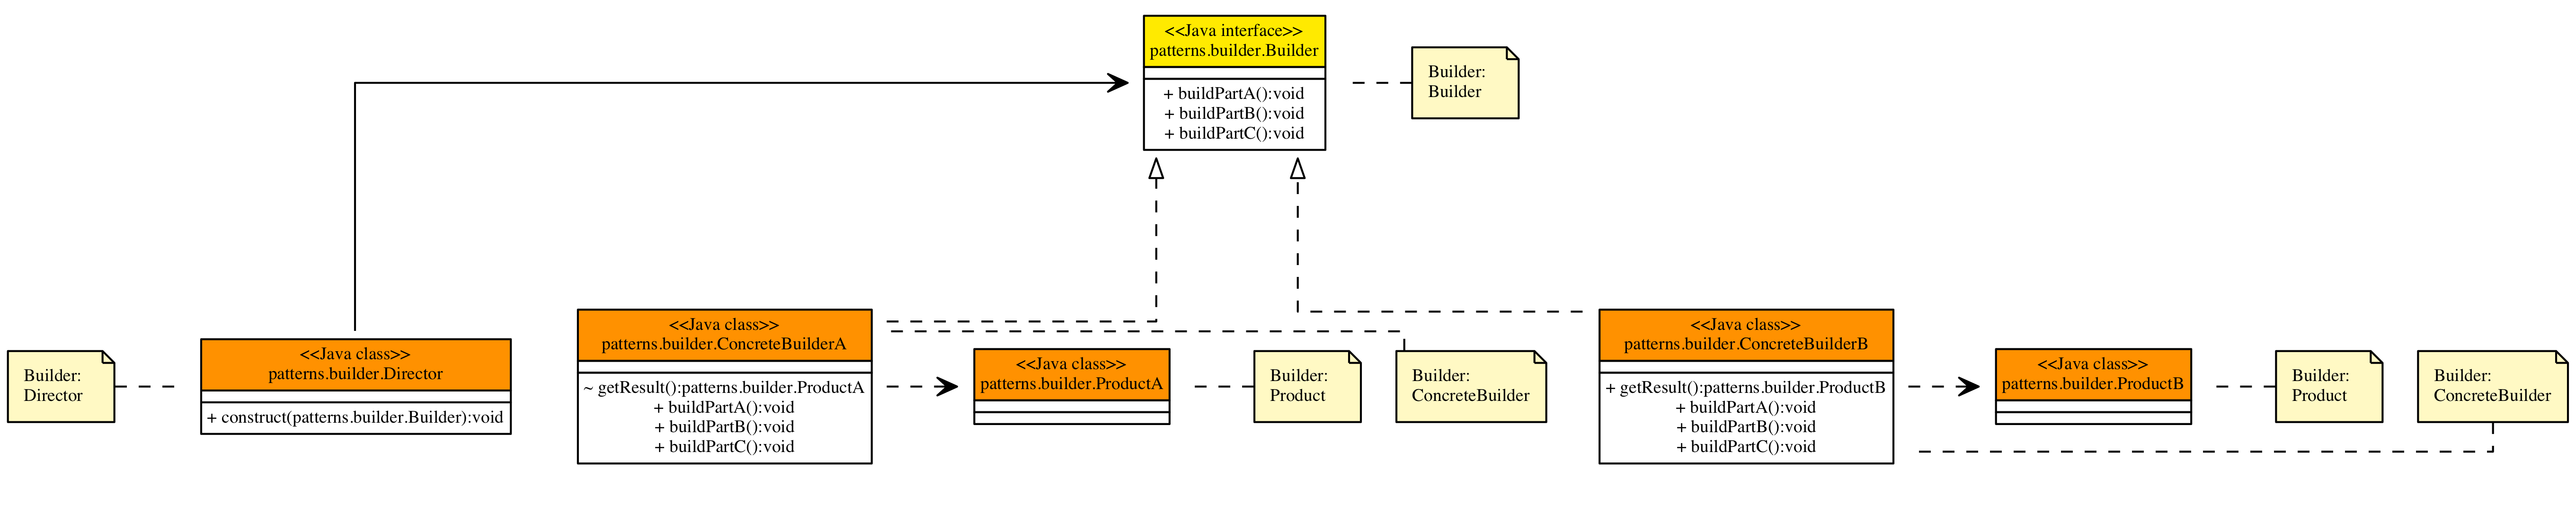 <<Java interface>>
patterns.builder.Builder
+ buildPartA():void
+ buildPartB():void
+ buildPartC():void
Builder:
Builder
Builder:
Director
<<Java class>>
patterns.builder.Director
+ construct(patterns.builder.Builder):void
<<Java class>>
patterns.builder.ConcreteBuilderA
~ getResult():patterns.builder.ProductA
+ buildPartA():void
+ buildPartB():void
+ buildPartC():void
<<Java class>>
patterns.builder.ProductA
Builder:
Product
Builder:
ConcreteBuilder
<<Java class>>
patterns.builder.ConcreteBuilderB
+ getResult():patterns.builder.ProductB
+ buildPartA():void
+ buildPartB():void
+ buildPartC():void
<<Java class>>
patterns.builder.ProductB
Builder:
Product
Builder:
ConcreteBuilder